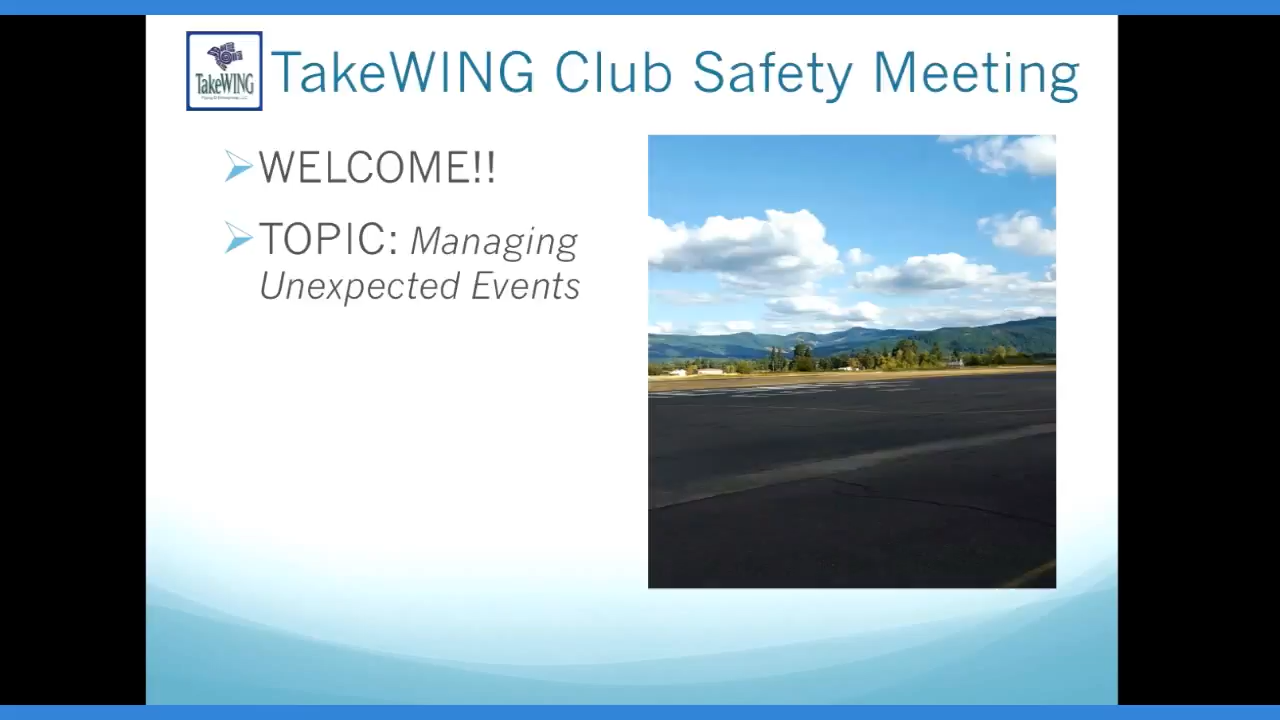 TakeWING Club Safety Meeting
TakeWING
WELCOME!!
TOPIC: Managing
Unexpected Events